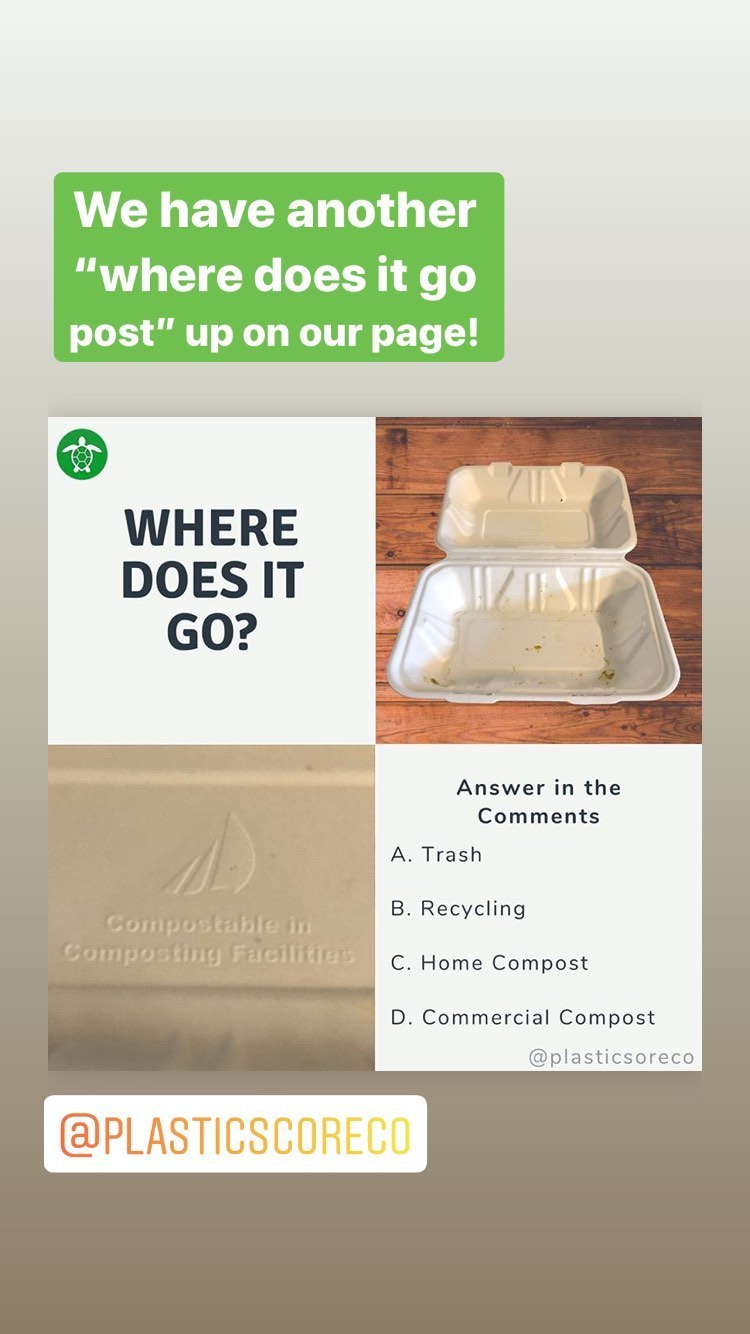 We have another
“where does it go
post” up on our page!
WHERE
DOES IT
GO?
Compostable in
Composting Facilities
Answer in the
Comments
A. Trash
B. Recycling
C. Home Compost
D. Commercial Compost
@plasticsoreco
@PLASTICSCORECO